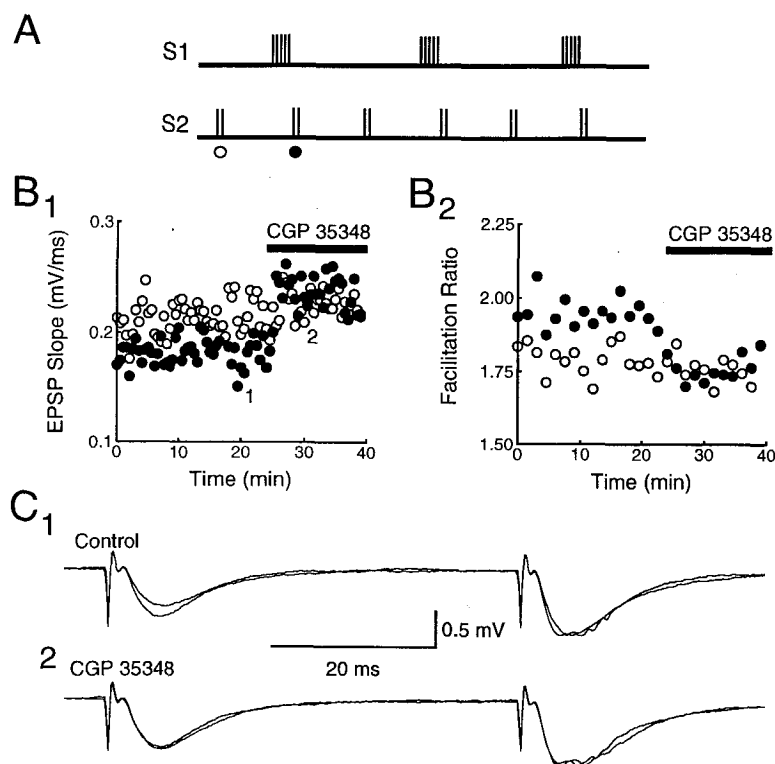 A
S1
S2
B1
CGP 35348
EPSP Slope (mV/ms)
0.3
0.2
0.1
1
2
0 10 20 30 40
Time (min)
B2
CGP 35348
Facilitation Ratio
2.25
2.00
1.75
1.50
0 10 20 30 40
Time (min)
C1
Control
0.5 mV
20 ms
2
CGP 35348